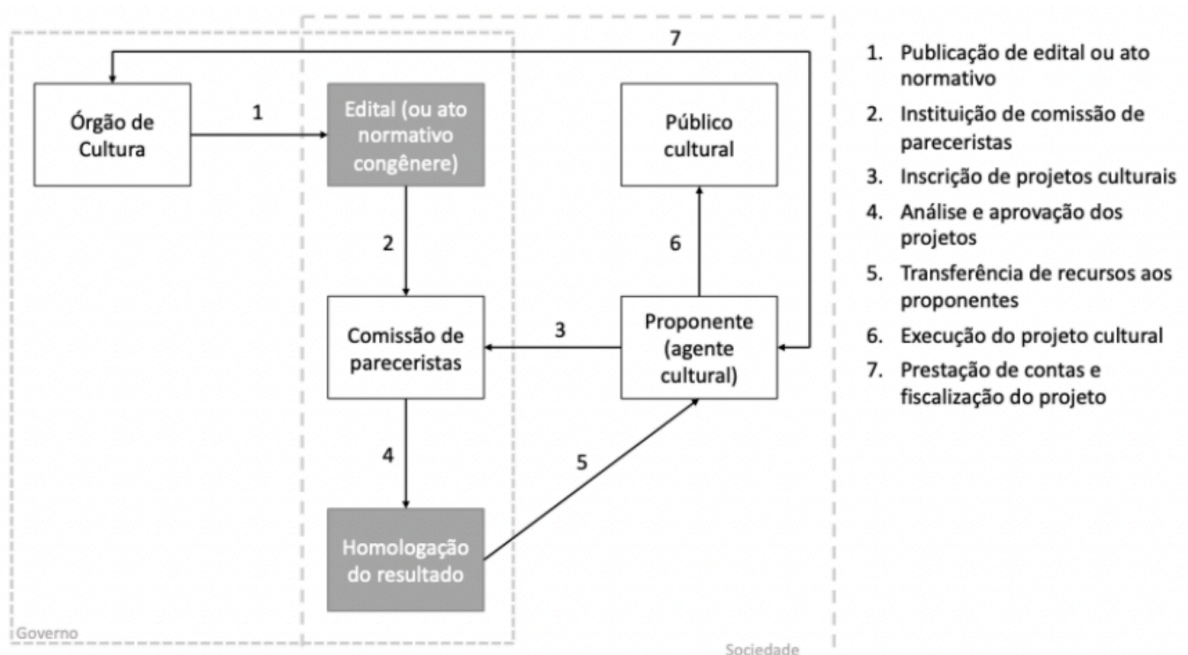 7
Órgão de
Cultura
1
Edital (ou ato
normativo
congênere)
Público
cultural
2
6
Comissão de
pareceristas
3
Proponente
(agente
cultural)
4
5
Homologação
do resultado
Governo
Sociedade
1. Publicação de edital ou ato
normativo
2. Instituição de comissão de
pareceristas
3. Inscrição de projetos culturais
4. Análise e aprovação dos
projetos
5. Transferência de recursos aos
proponentes
6. Execução do projeto cultural
7. Prestação de contas e
fiscalização do projeto